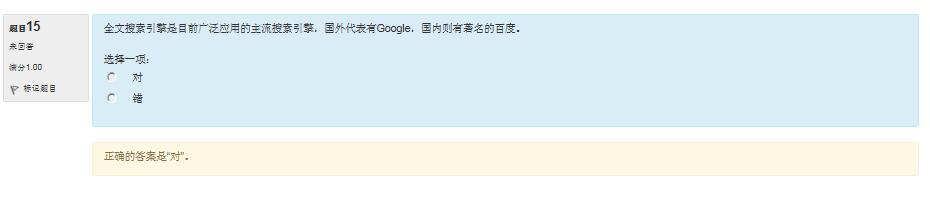 题目15
未回答
满分1.00
标记题目
全文搜索引擎是目前广泛应用的主流搜索引擎，国外代表有Google，国内则有著名的百度。
选择一项：
对
错
正确的答案是“对”。